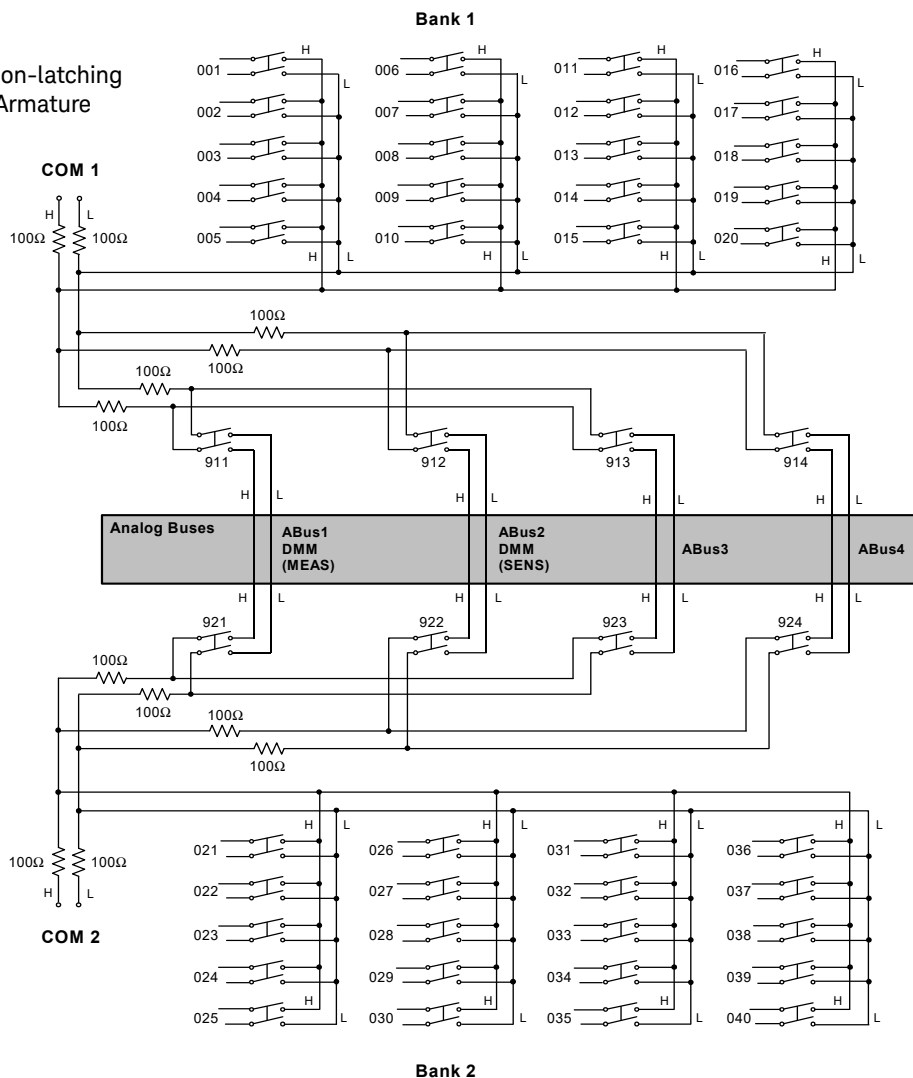 Bank 1
on-latching
Armature
H H H H
001 006 011 016
L L L L
002 007 012 017
003 008 013 018
COM 1
004 009 014 019
H L
100Ω 100Ω
005 010 015 020
H L H L H L H L
100Ω
100Ω
100Ω
100Ω
911 912 913 914
H L H L H L H L
Analog Buses
ABus1
DMM
(MEAS)
ABus2
DMM
(SENS)
ABus3
ABus4
H L H L H L H L
921 922 923 924
100Ω
100Ω
100Ω
100Ω
H L H L H L H L
021 026 031 036
100Ω 100Ω
022 027 032 037
H L
COM 2
023 028 033 038
024 029 034 039
H H H H
025 030 035 040
L L L L
Bank 2